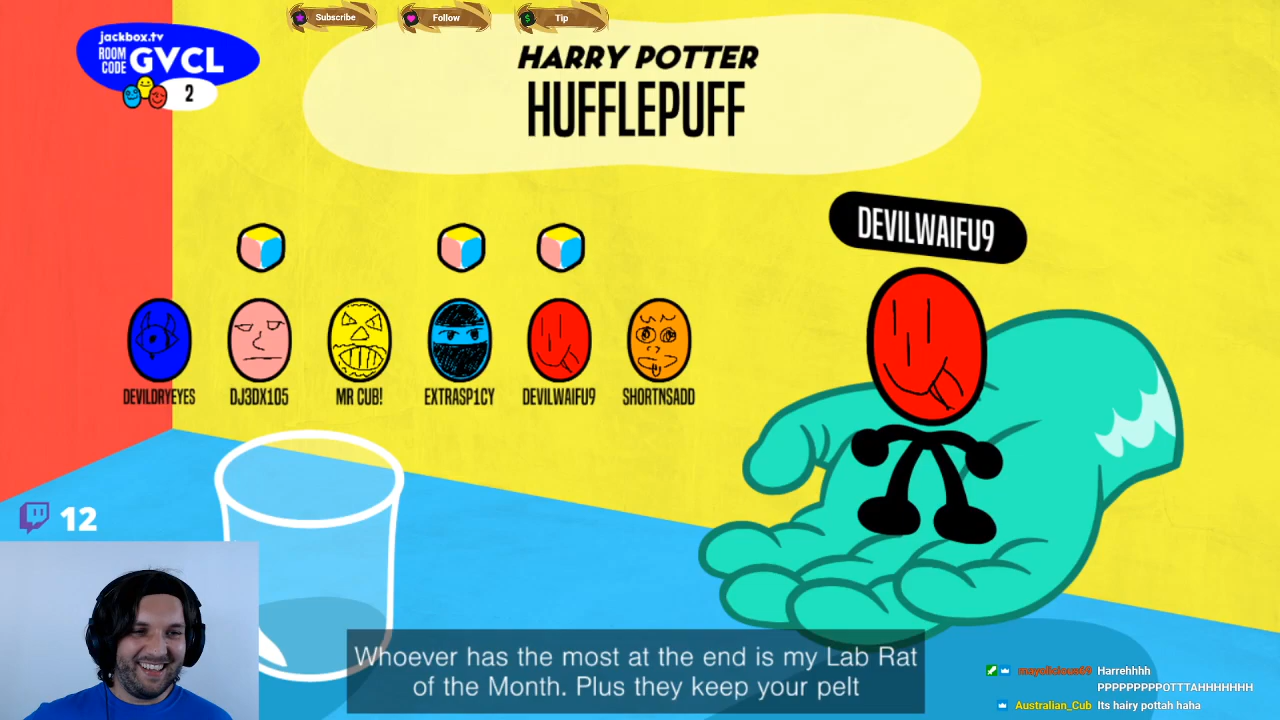 Subscribe
Follow
Tip
jackbox.tv
ROOM CODE
GVCL
2
HARRY POTTER
HUFFLEPUFF
DEVILWAIFU9
DEVILDRYEYES
DJ3DX105
MR CUB!
EXTRASP1CY
DEVILWAIFU9
SHORTNSADD
12
Whoever has the most at the end is my Lab Rat
of the Month. Plus they keep your pelt
mayolicious69 Harrehhhh
PPPPPPPPPOTTTAHHHHHHH
Australian_Cub Its hairy pottah haha